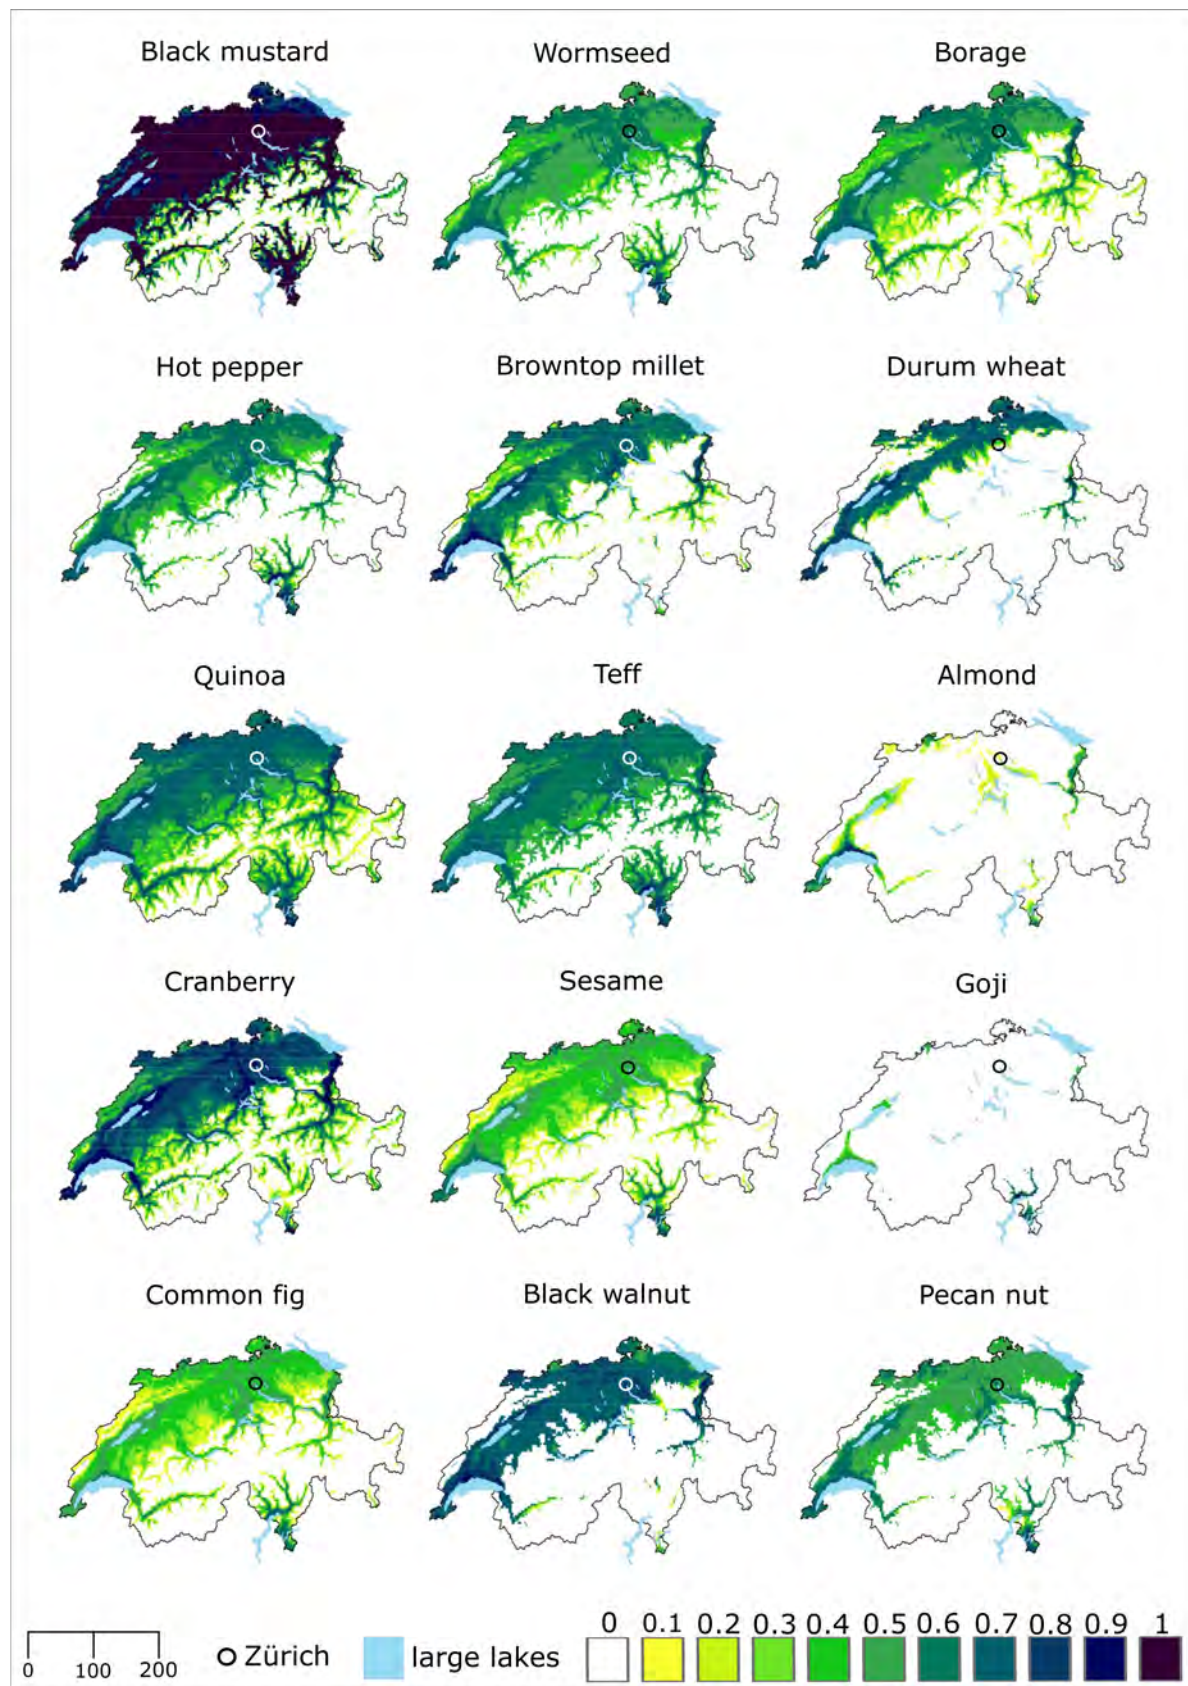 Black mustard Wormseed Borage
Hot pepper Browntop millet Durum wheat
Quinoa Teff Almond
Cranberry Sesame Goji
Common fig Black walnut Pecan nut
0 0.1 0.2 0.3 0.4 0.5 0.6 0.7 0.8 0.9 1
Zürich large lakes
0 100 200